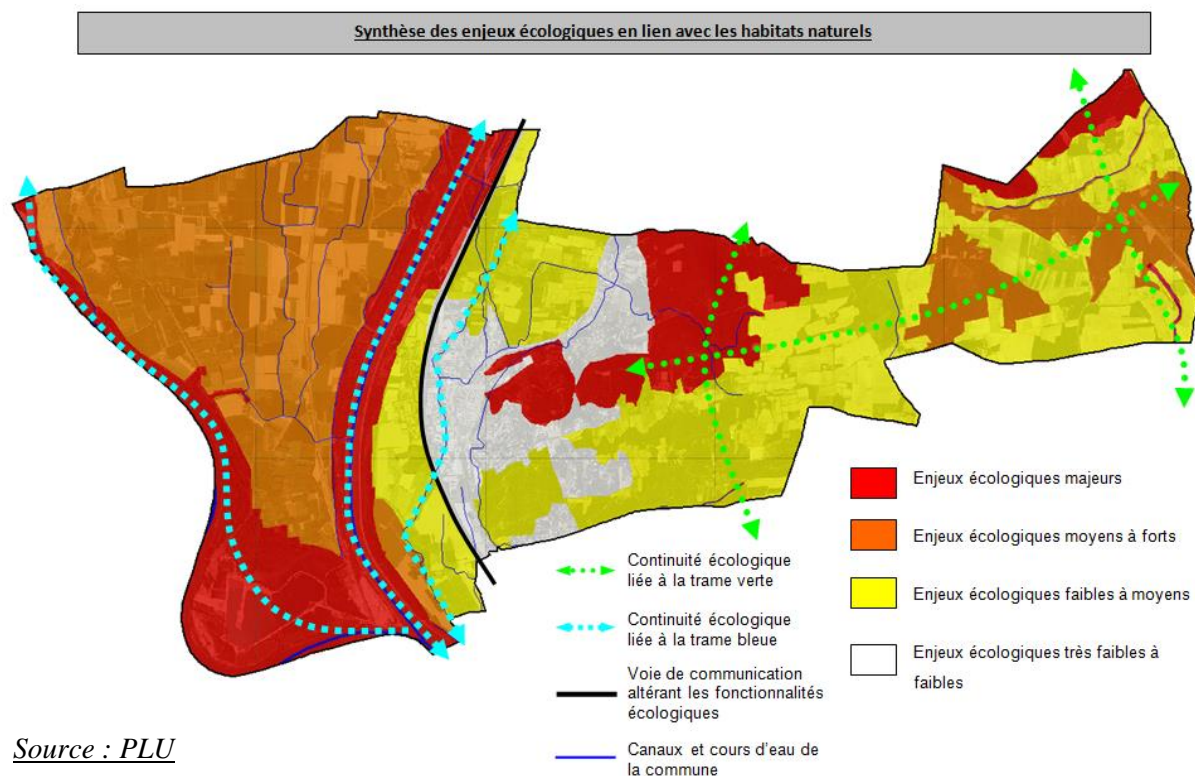 Synthèse des enjeux écologiques en lien avec les habitats naturels
Continuité écologique
liée à la trame verte
Continuité écologique
liée à la trame bleue
Voie de communication
altérant les fonctionnalités
écologiques
Canaux et cours d'eau de
la commune
Enjeux écologiques majeurs
Enjeux écologiques moyens à forts
Enjeux écologiques faibles à moyens
Enjeux écologiques très faibles à
faibles
Source : PLU